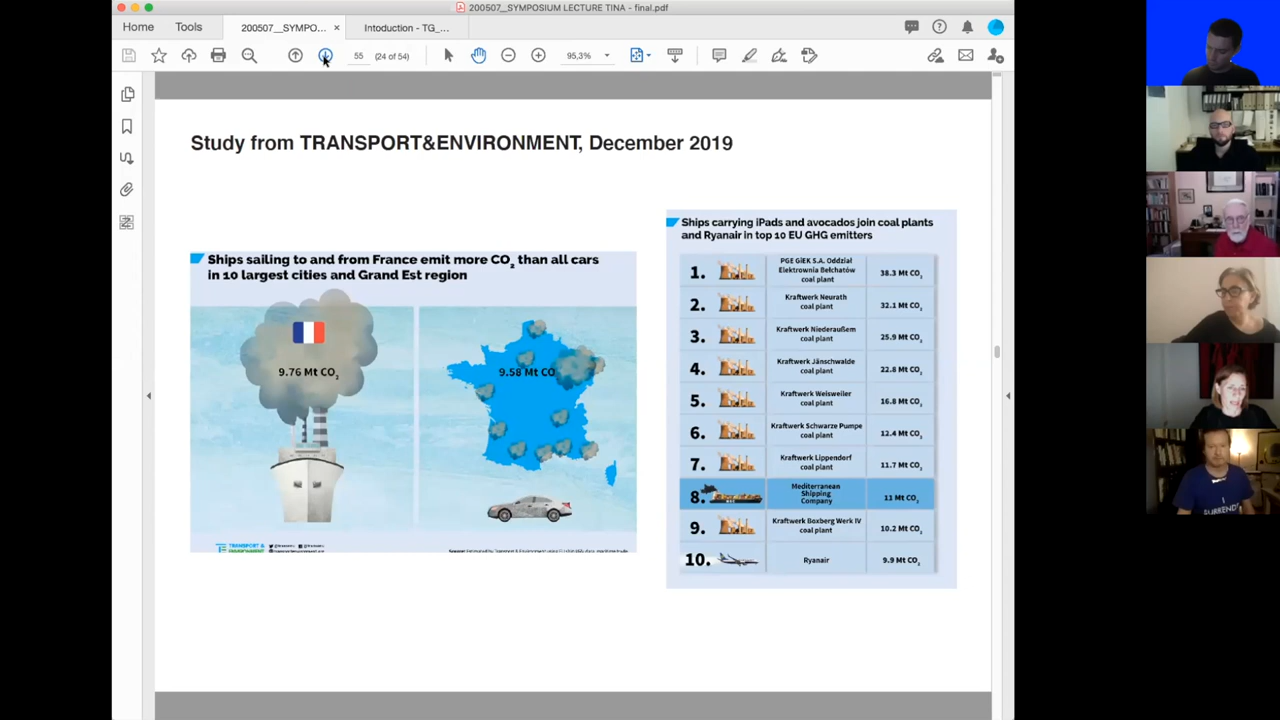 200507__SYMPOSIUM LECTURE TINA - final.pdf
Home
Tools
200507__SYMPO...
×
Intoduction - TG_...
55
(24 of 54)
95,3%
Study from TRANSPORT&ENVIRONMENT, December 2019
Ships sailing to and from France emit more CO2 than all cars
in 10 largest cities and Grand Est region
9.76 Mt CO2
9.58 Mt CO
TRANSPORT &
Ships carrying iPads and avocados join coal plants
and Ryanair in top 10 EU GHG emitters
1.
PGE GiEK S.A. Oddzial
Elektrownia Bełchatów
coal plant
38.3 Mt CO2
2.
Kraftwerk Neurath
coal plant
32.1 Mt CO2
3.
Kraftwerk Niederaußem
coal plant
25.9 Mt CO2
4.
Kraftwerk Jänschwalde
coal plant
22.8 Mt CO2
5.
Kraftwerk Weisweiler
coal plant
16.8 Mt CO2
6.
Kraftwerk Schwarze Pumpe
coal plant
12.4 Mt CO2
7.
Kraftwerk Lippendorf
coal plant
11.7 Mt CO2
8.
Mediterranean
Shipping
Company
11 Mt CO2
9.
Kraftwerk Boxberg Werk IV
coal plant
10.2 Mt CO2
10.
Ryanair
9.9 Mt CO2
I
SURREND